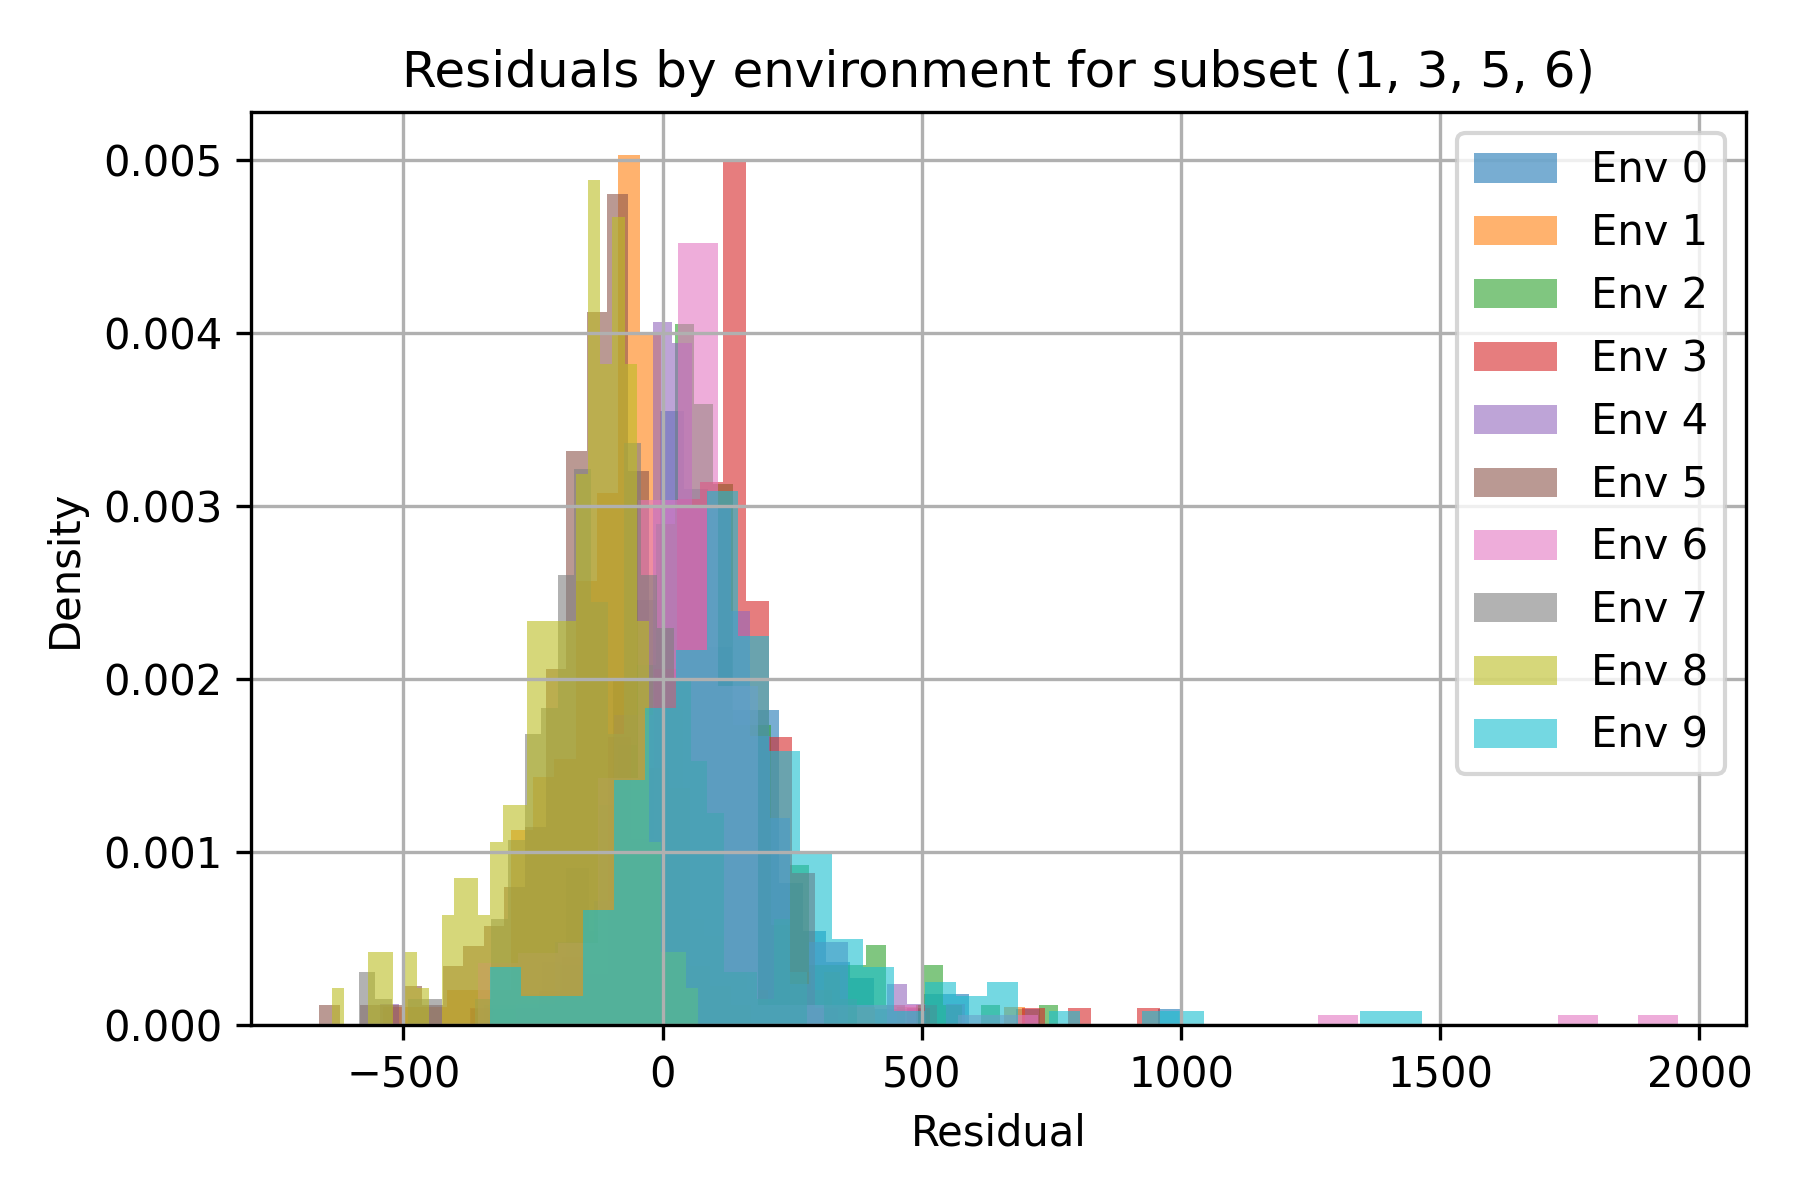 Residuals by environment for subset (1, 3, 5, 6)
0.005
0.004
0.003
0.002
0.001
0.000
Density
−500
0
500
1000
1500
2000
Residual
Env 0
Env 1
Env 2
Env 3
Env 4
Env 5
Env 6
Env 7
Env 8
Env 9